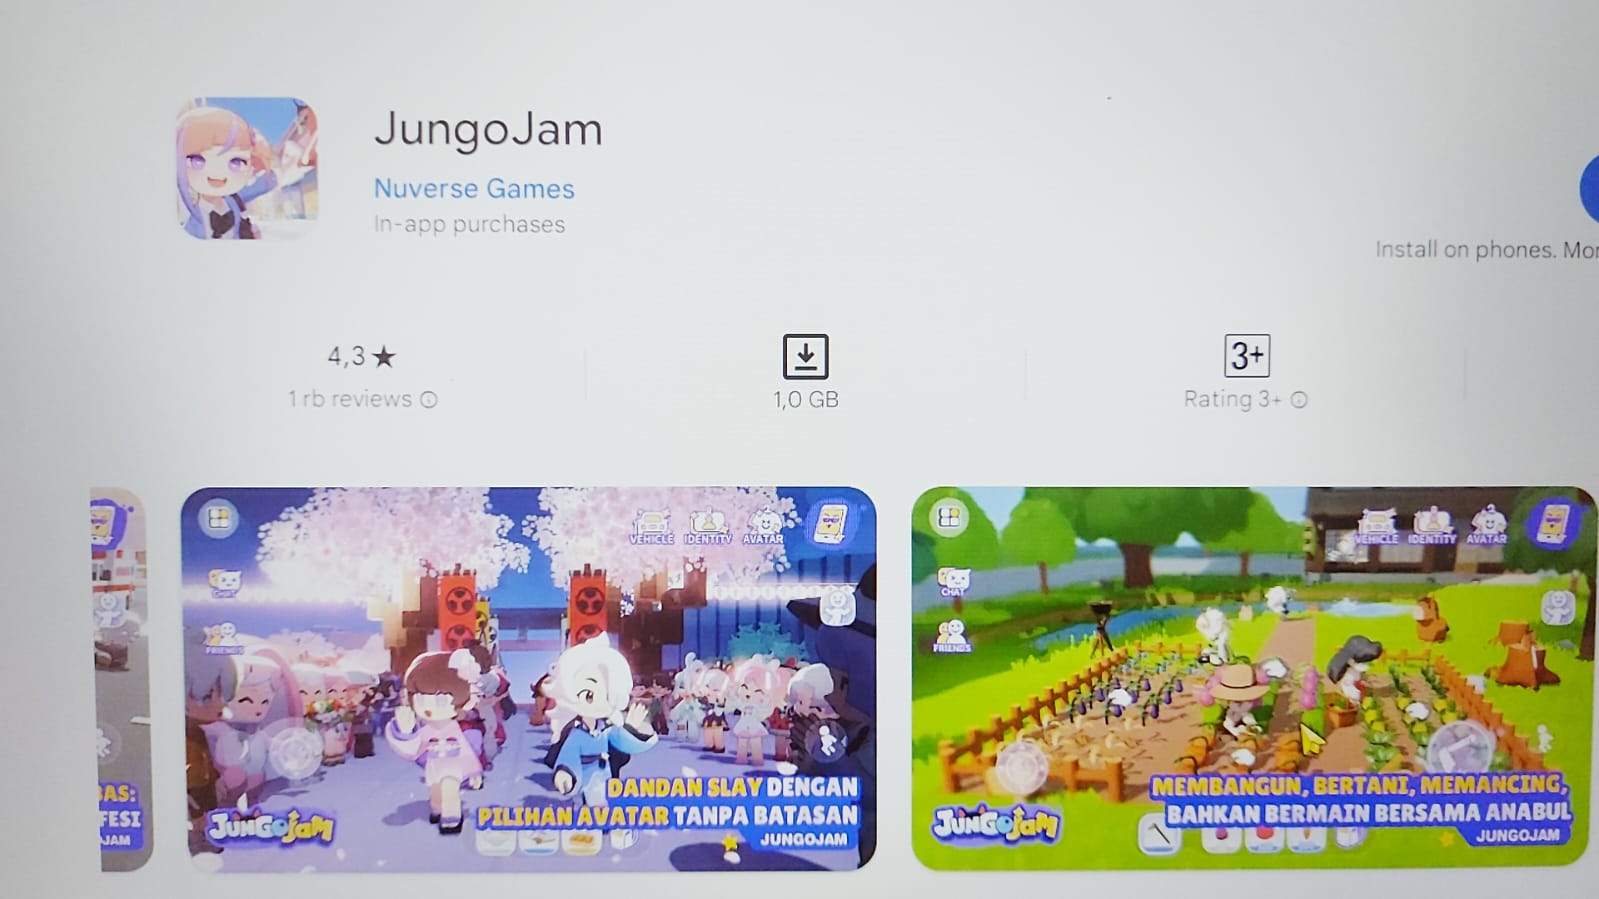 JungoJam
Nuverse Games
In-app purchases
Install on phones.
4,3★
1 rb reviews
1,0 GB
3+
Rating 3+
BAS:
FESI
JAM
VEHICLE IDENTITY AVATAR
CHAT
FRIENDS
DANDAN SLAY DENGAN
PILIHAN AVATAR TANPA BATASAN
JUNGOJAM
JUNGOJAM
VEHICLE IDENTITY AVATAR
CHAT
FRIENDS
MEMBANGUN, BERTANI, MEMANCING,
BAHKAN BERMAIN BERSAMA ANABUL
JUNGOJAM
JUNGOJAM